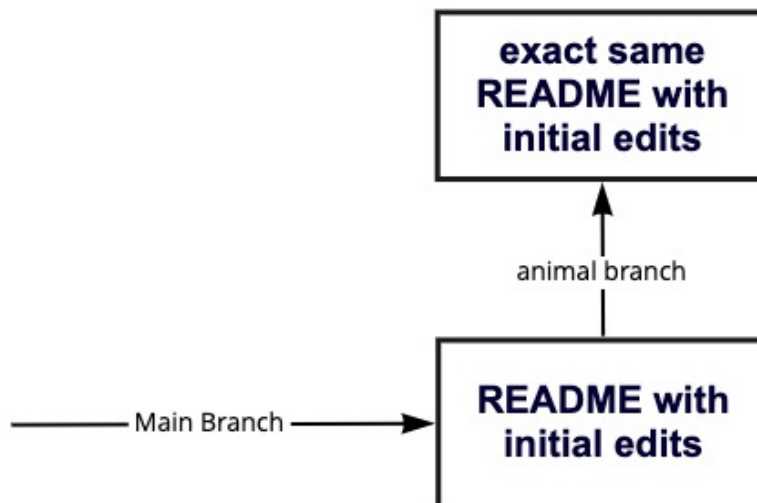 exact same
README with
initial edits
animal branch
Main Branch
README with
initial edits